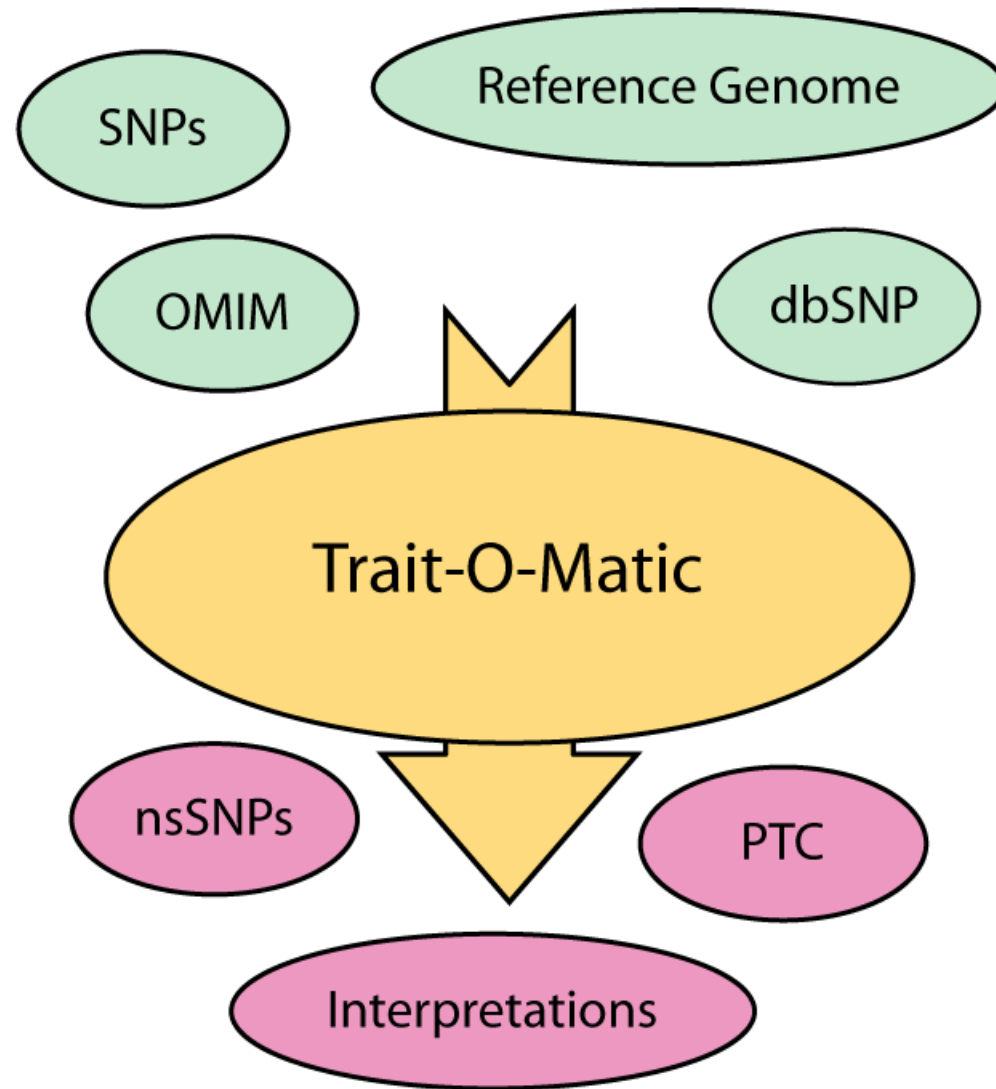 Reference Genome
SNPs
OMIM
dbSNP
Trait-O-Matic
nsSNPs
PTC
Interpretations